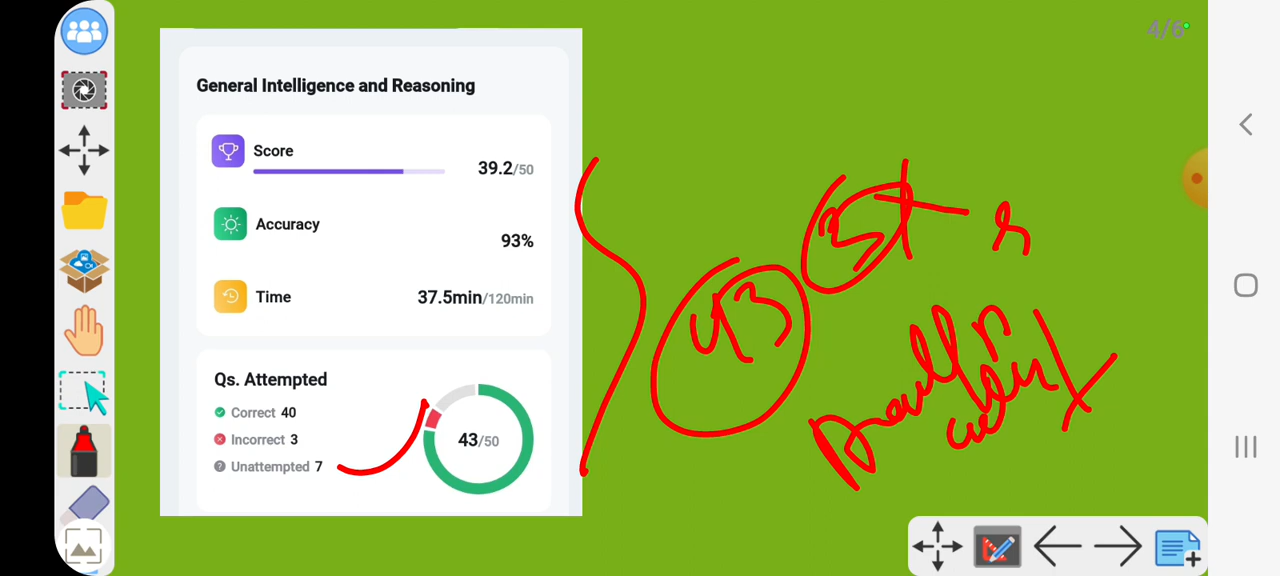 4/6
General Intelligence and Reasoning
Score
39.2/50
Accuracy
93%
Time
37.5min/120min
Qs. Attempted
Correct 40
Incorrect 3
Unattempted 7
43/50
43